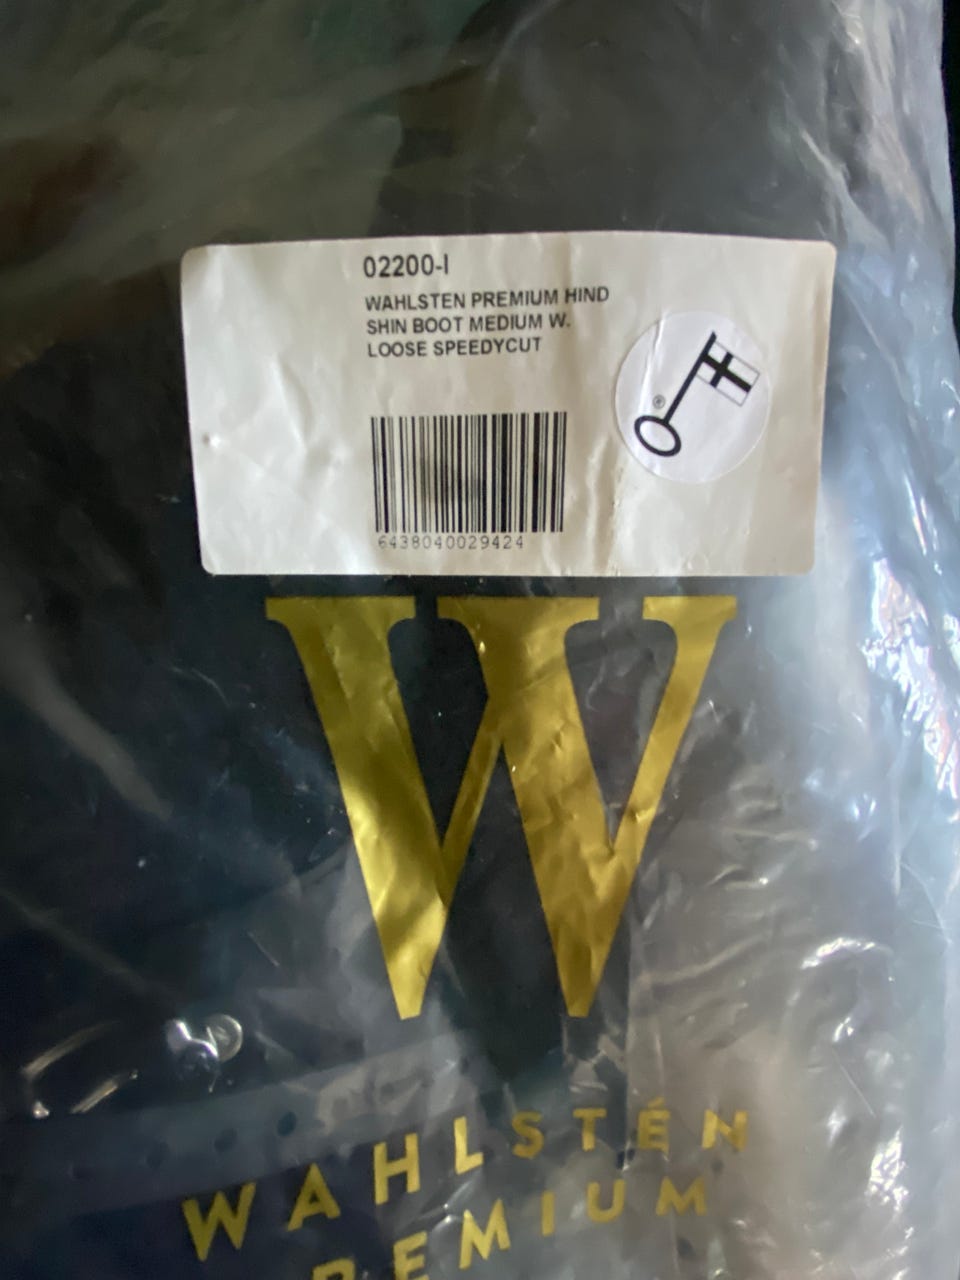 02200-I
WAHLSTEN PREMIUM HIND
SHIN BOOT MEDIUM W.
LOOSE SPEEDYCUT
®
6438040029424
W
WAHLSTÉN
PREMIUM